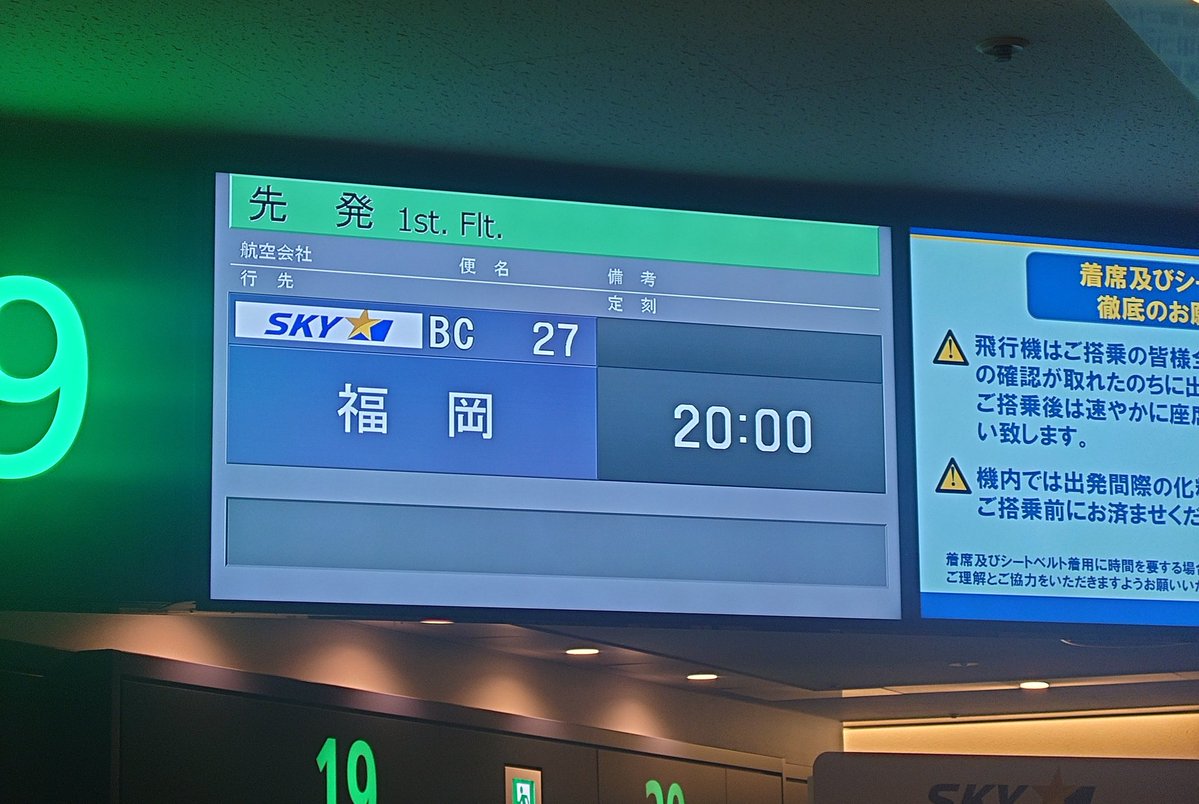 先 発 1st. Flt.
航空会社 便 名 備 考
行 先 定 刻
SKY BC 27
福 岡 20:00
9
着席及びシー
徹底のお
飛行機はご搭乗の皆様
の確認が取れたのちに出
ご搭乗後は速やかに座
い致します。
機内では出発間際の化
ご搭乗前にお済ませくだ
着席及びシートベルト着用に時間を要する場合
ご理解とご協力をいただきますようお願いいた
19
20
SKY